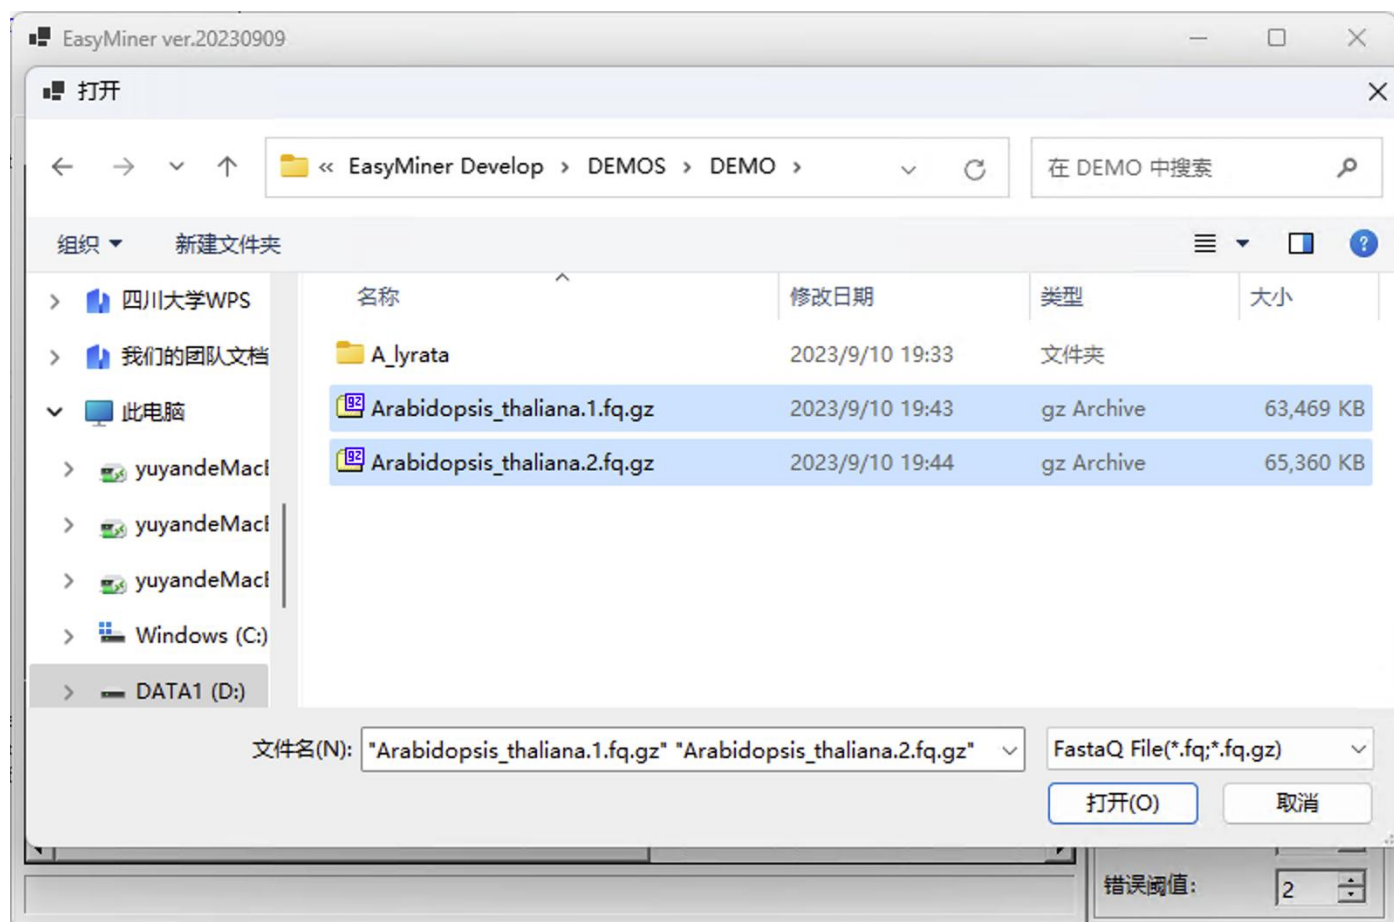 EasyMiner ver.20230909
打开
« EasyMiner Develop > DEMOS > DEMO >
在 DEMO 中搜索
组织
新建文件夹
名称 修改日期 类型 大小
四川大学WPS
我们的团队文档
此电脑
yuyandeMac
yuyandeMac
yuyandeMac
Windows (C:)
DATA1 (D:)
A_lyrata 2023/9/10 19:33 文件夹
Arabidopsis_thaliana.1.fq.gz 2023/9/10 19:43 gz Archive 63,469 KB
Arabidopsis_thaliana.2.fq.gz 2023/9/10 19:44 gz Archive 65,360 KB
文件名(N): "Arabidopsis_thaliana.1.fq.gz" "Arabidopsis_thaliana.2.fq.gz"
FastaQ File(*.fq;*.fq.gz)
打开(O)
取消
错误阈值: 2